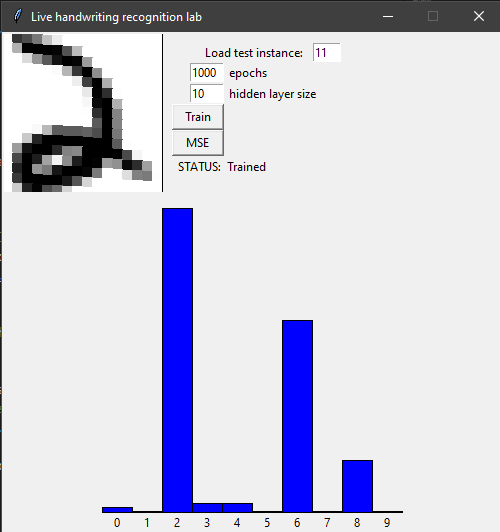 Live handwriting recognition lab
Load test instance: 11
1000 epochs
10 hidden layer size
Train
MSE
STATUS: Trained
2
0 1 2 3 4 5 6 7 8 9